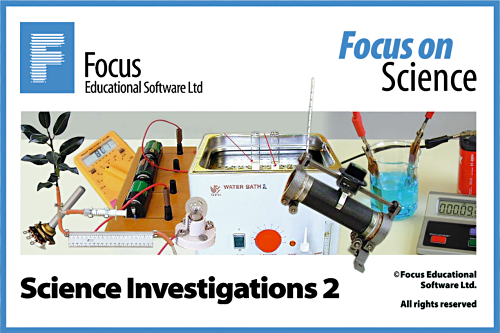 F
Focus
Educational Software Ltd
Focus on
Science
WATER BATH
Science Investigations 2
©Focus Educational
Software Ltd.
All rights reserved